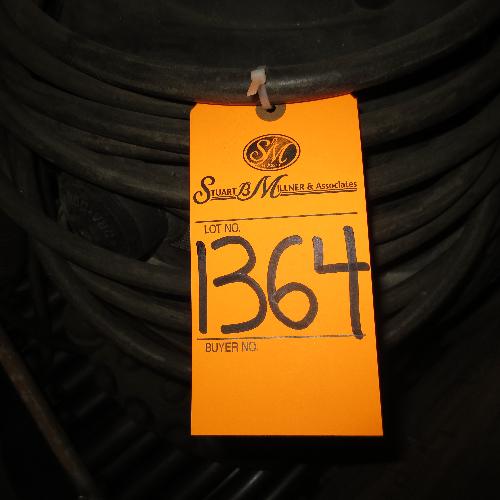 SM
STUART B. MILLNER & Associates
LOT NO.
1364
BUYER NO.